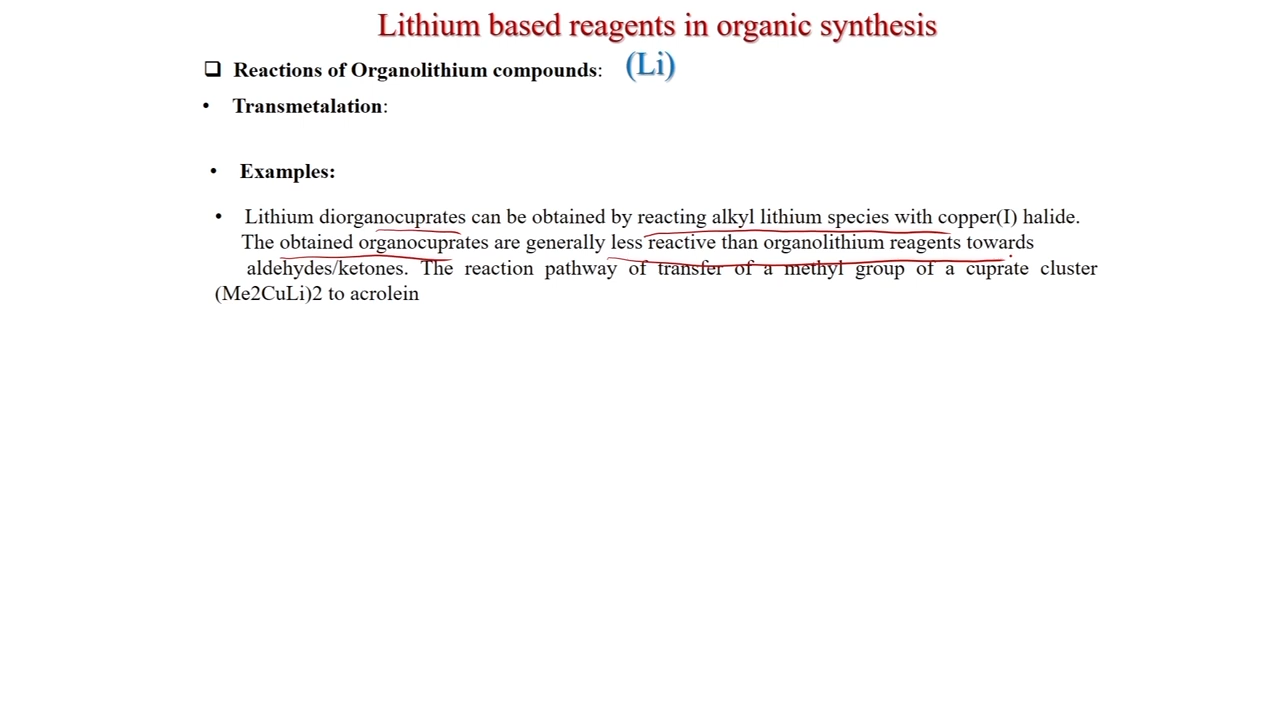 Lithium based reagents in organic synthesis
❑ Reactions of Organolithium compounds: (Li)
• Transmetalation:
• Examples:
• Lithium diorganocuprates can be obtained by reacting alkyl lithium species with copper(I) halide.
The obtained organocuprates are generally less reactive than organolithium reagents towards
aldehydes/ketones. The reaction pathway of transfer of a methyl group of a cuprate cluster
(Me2CuLi)2 to acrolein